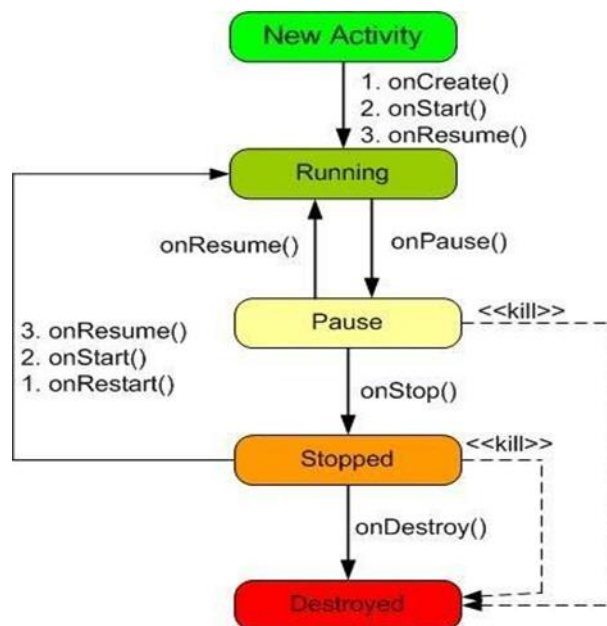 New Activity
1. onCreate()
2. onStart()
3. onResume()
Running
onResume()
onPause()
Pause
<<kill>>
3. onResume()
2. onStart()
1. onRestart()
onStop()
Stopped
<<kill>>
onDestroy()
Destroyed